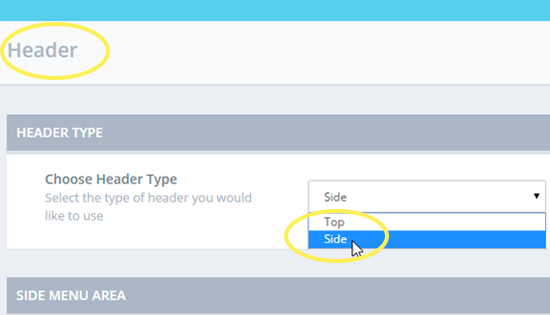 Header
HEADER TYPE
Choose Header Type
Select the type of header you would
like to use
Side
Top
Side
SIDE MENU AREA